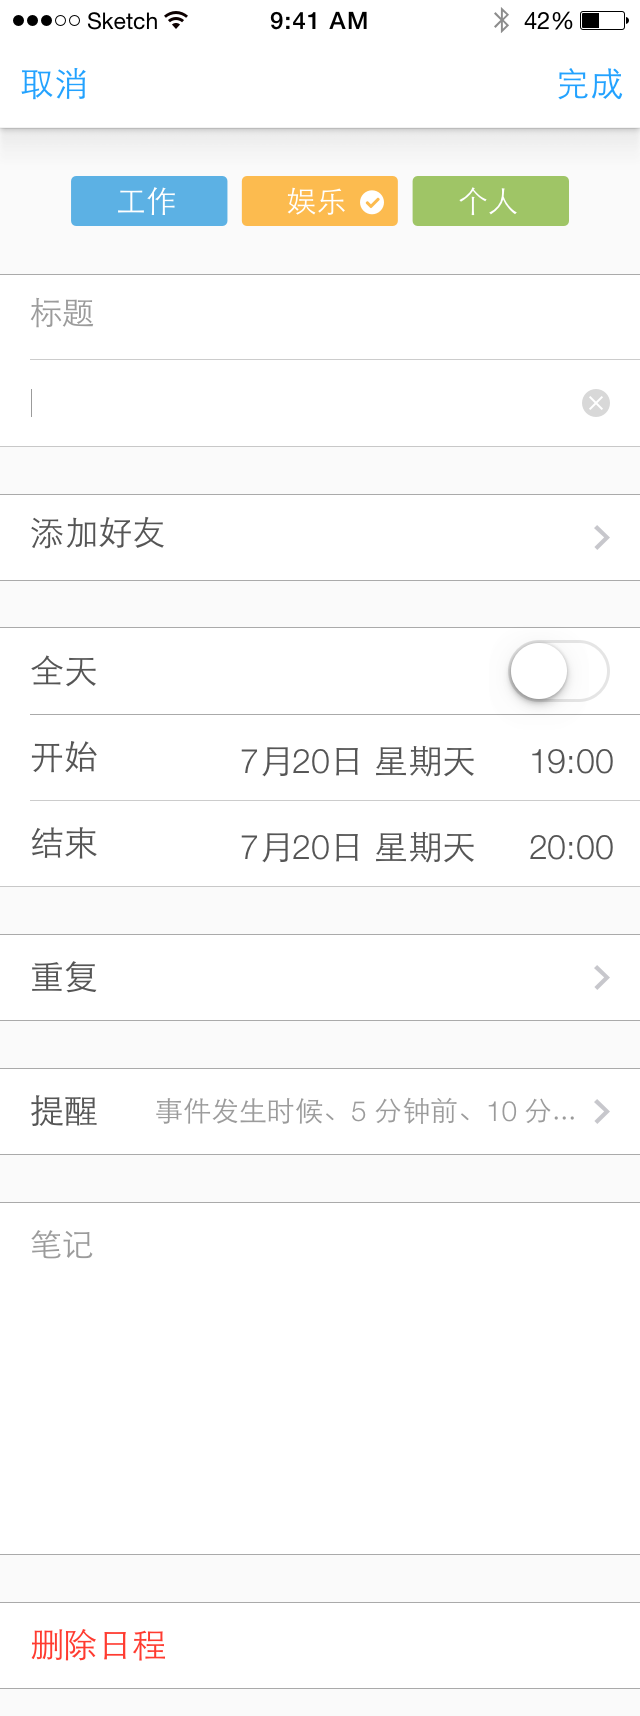 Sketch 9:41 AM 42%
取消 完成
工作 娱乐 个人
标题
添加好友
全天
开始 7月20日 星期天 19:00
结束 7月20日 星期天 20:00
重复
提醒 事件发生时候、5 分钟前、10 分...
笔记
删除日程